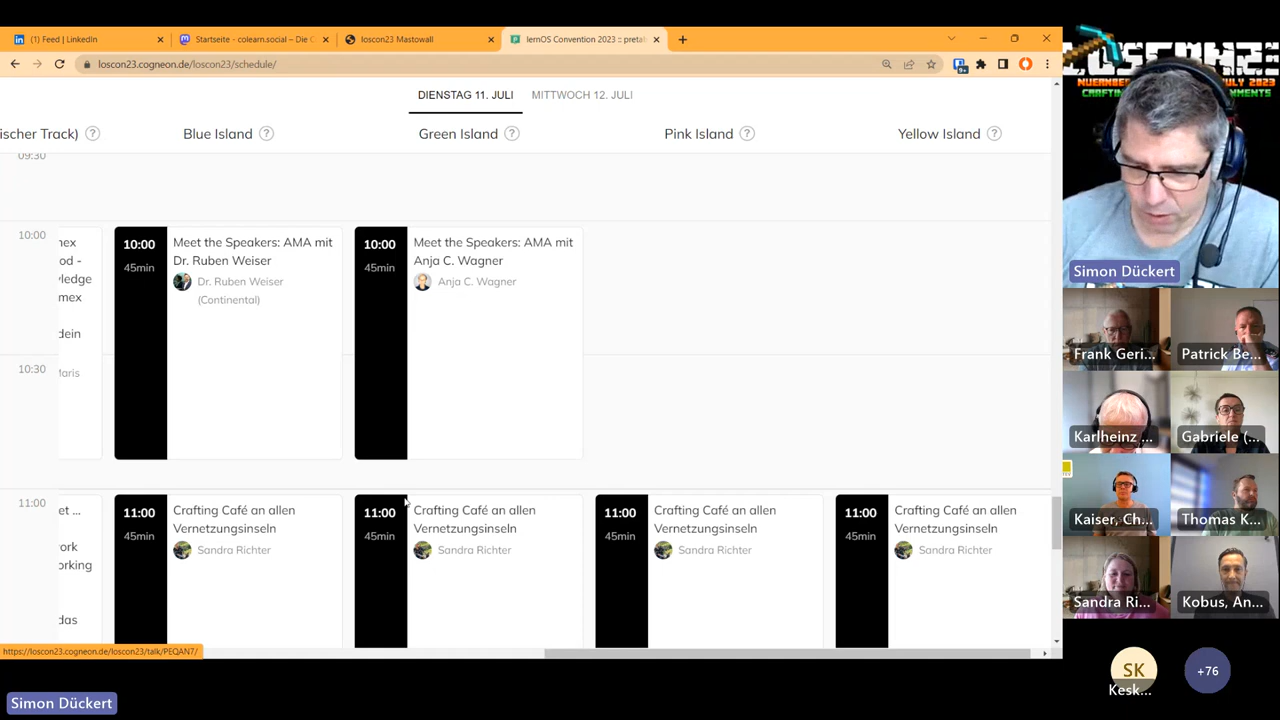 (1) Feed | LinkedIn
Startseite - colearn.social – Die C
loscon23 Mastowall
lernOS Convention 2023 :: preta
loscon23.cogneon.de/loscon23/schedule/
9+
DIENSTAG 11. JULI
MITTWOCH 12. JULI
ischer Track) ?
Blue Island ?
Green Island ?
Pink Island ?
Yellow Island ?
09:30
10:00
nex
od -
vledge
mex
dein
Maris
10:00
45min
Meet the Speakers: AMA mit
Dr. Ruben Weiser
Dr. Ruben Weiser
(Continental)
10:00
45min
Meet the Speakers: AMA mit
Anja C. Wagner
Anja C. Wagner
10:30
11:00
et ...
ork
working
das
11:00
45min
Crafting Café an allen
Vernetzungsinseln
Sandra Richter
11:00
45min
Crafting Café an allen
Vernetzungsinseln
Sandra Richter
11:00
45min
Crafting Café an allen
Vernetzungsinseln
Sandra Richter
11:00
45min
Crafting Café an allen
Vernetzungsinseln
Sandra Richter
https://loscon23.cogneon.de/loscon23/talk/PEQAN7/
Simon Dückert
Simon Dückert
Frank Geri...
Patrick Be...
Karlheinz ...
Gabriele (...
Kaiser, Ch...
Thomas K...
Sandra Ri...
Kobus, An...
SK
Kesk...
+76